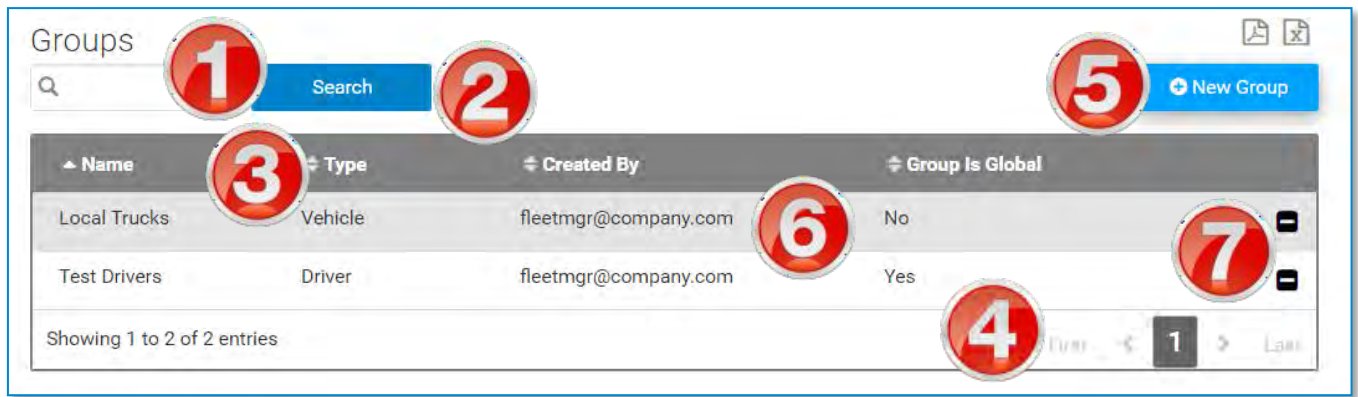 Groups
1 Search 2 5 New Group
Name 3 Type Created By Group Is Global
Local Trucks Vehicle fleetmgr@company.com 6 No 7
Test Drivers Driver fleetmgr@company.com Yes
Showing 1 to 2 of 2 entries 4 First 1 Last